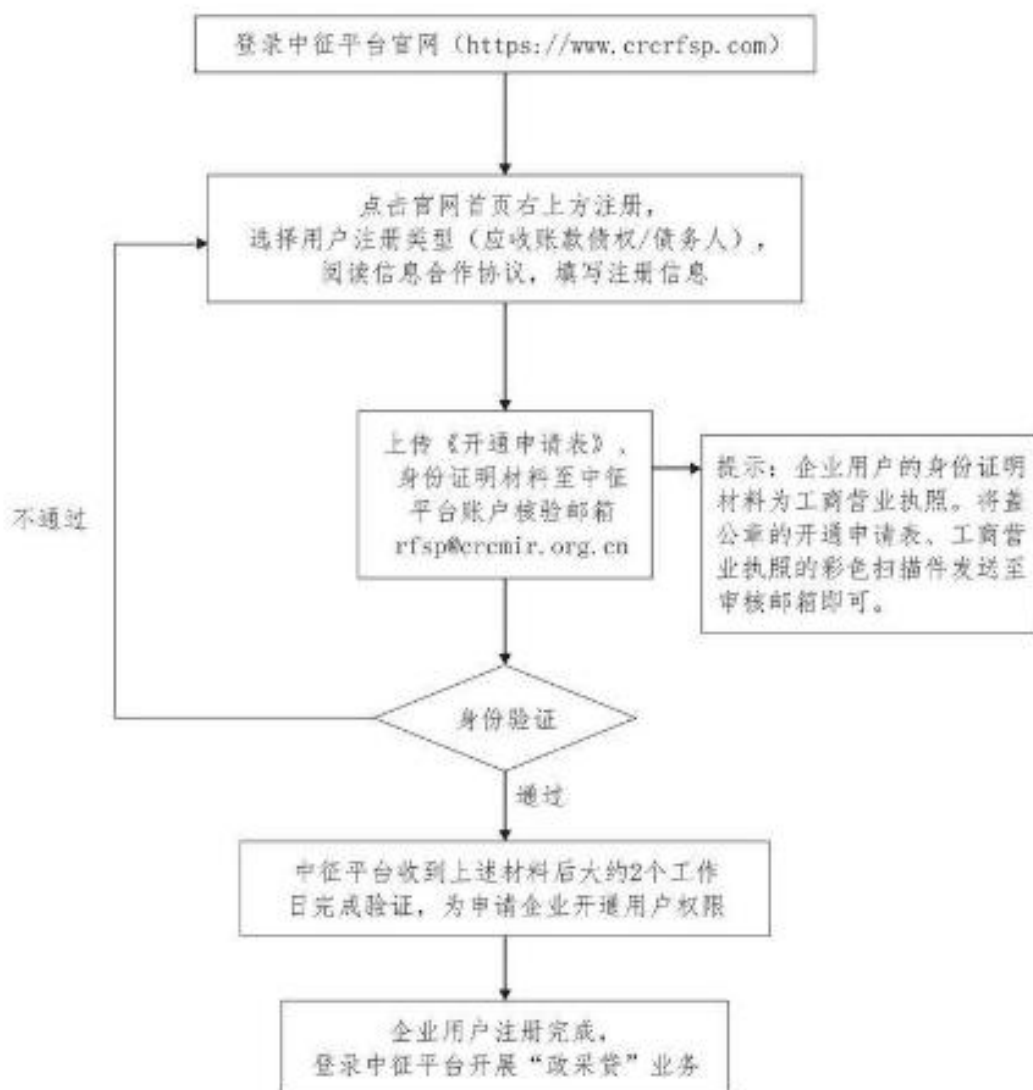 登录中征平台官网（https://www.crcrfsp.com）
点击官网首页右上方注册，
选择用户注册类型（应收账款债权/债务人），
阅读信息合作协议，填写注册信息
上传《开通申请表》、
身份证明材料至中征
平台账户核验邮箱
rfsp@crcmir.org.cn
提示：企业用户的身份证明
材料为工商营业执照。将盖
公章的开通申请表、工商营
业执照的彩色扫描件发送至
审核邮箱即可。
不通过
身份验证
通过
中征平台收到上述材料后大约2个工作
日完成验证，为申请企业开通用户权限
企业用户注册完成，
登录中征平台开展“政采贷”业务